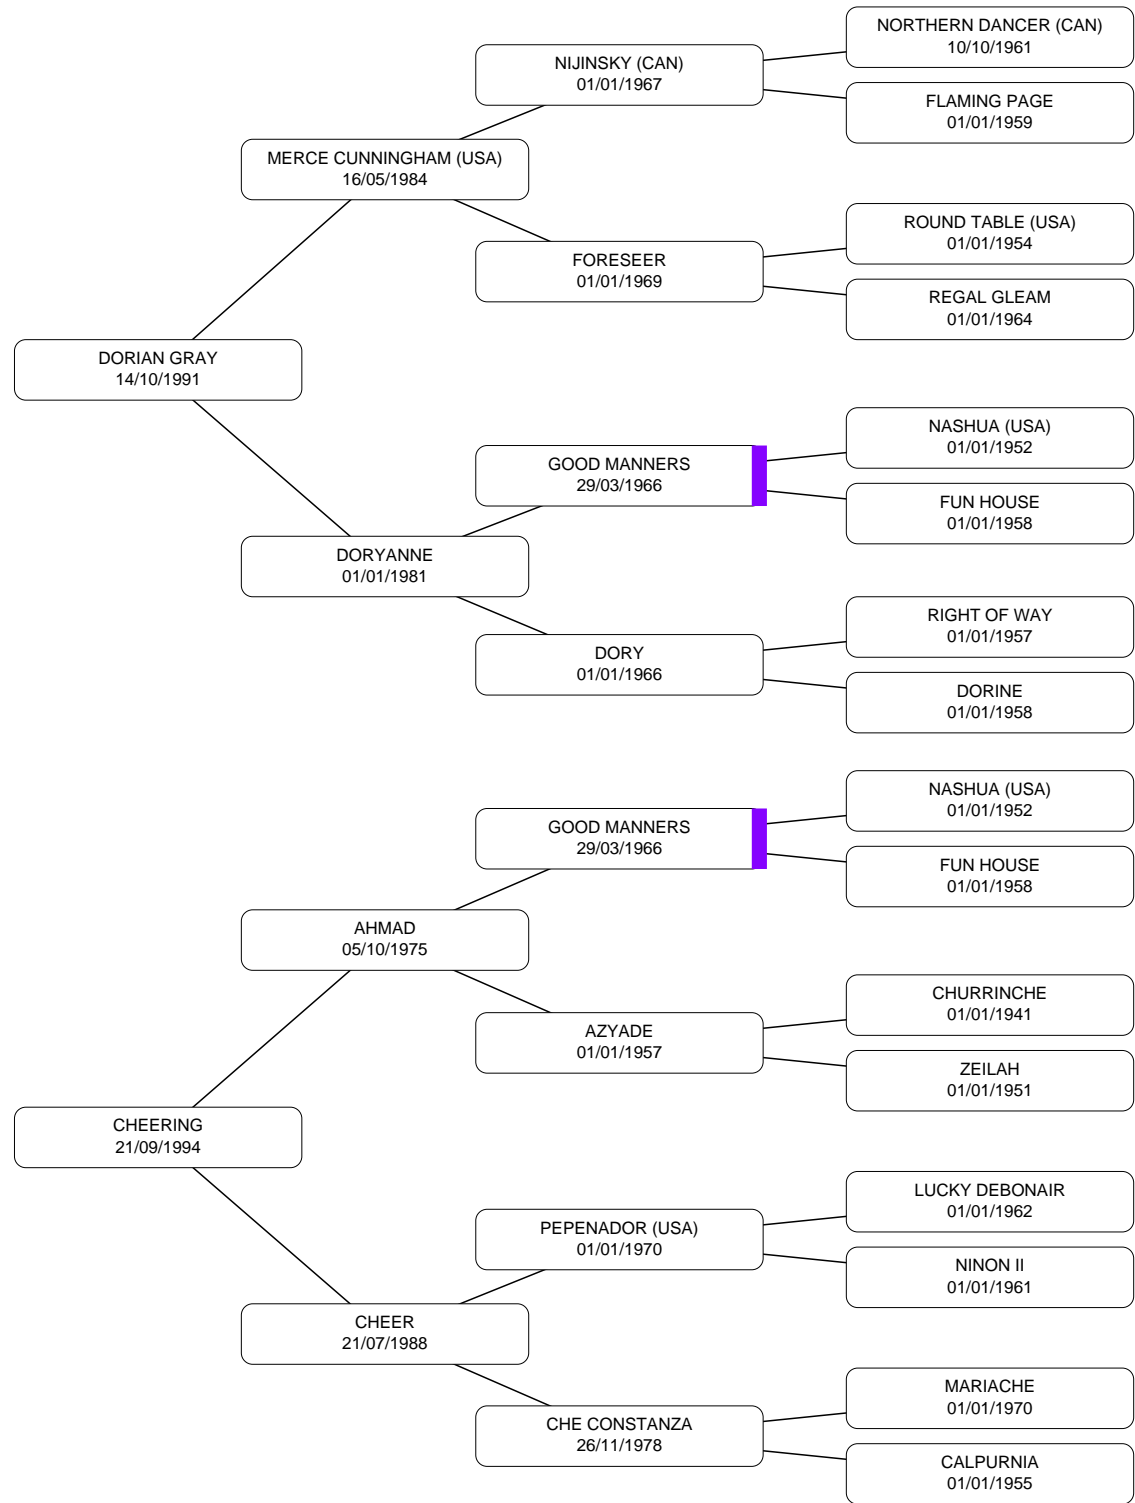 NORTHERN DANCER (CAN)
10/10/1961
NIJINSKY (CAN)
01/01/1967
FLAMING PAGE
01/01/1959
MERCE CUNNINGHAM (USA)
16/05/1984
ROUND TABLE (USA)
01/01/1954
FORESEER
01/01/1969
REGAL GLEAM
01/01/1964
DORIAN GRAY
14/10/1991
NASHUA (USA)
01/01/1952
GOOD MANNERS
29/03/1966
FUN HOUSE
01/01/1958
DORYANNE
01/01/1981
RIGHT OF WAY
01/01/1957
DORY
01/01/1966
DORINE
01/01/1958
NASHUA (USA)
01/01/1952
GOOD MANNERS
29/03/1966
FUN HOUSE
01/01/1958
AHMAD
05/10/1975
CHURRINCHE
01/01/1941
AZYADE
01/01/1957
ZEILAH
01/01/1951
CHEERING
21/09/1994
LUCKY DEBONAIR
01/01/1962
PEPENADOR (USA)
01/01/1970
NINON II
01/01/1961
CHEER
21/07/1988
MARIACHE
01/01/1970
CHE CONSTANZA
26/11/1978
CALPURNIA
01/01/1955